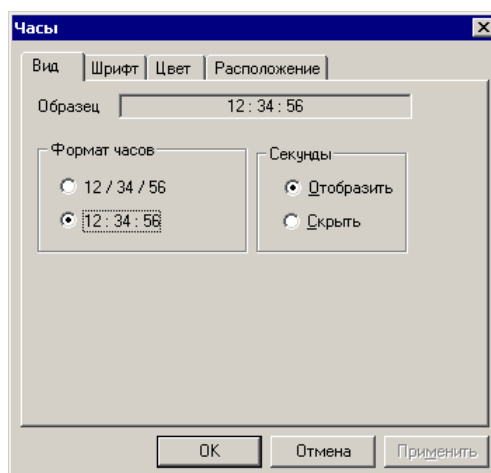 Часы
Вид Шрифт Цвет Расположение
Образец 12 : 34 : 56
Формат часов
12 / 34 / 56
12 : 34 : 56
Секунды
Отобразить
Скрыть
OK Отмена Применить